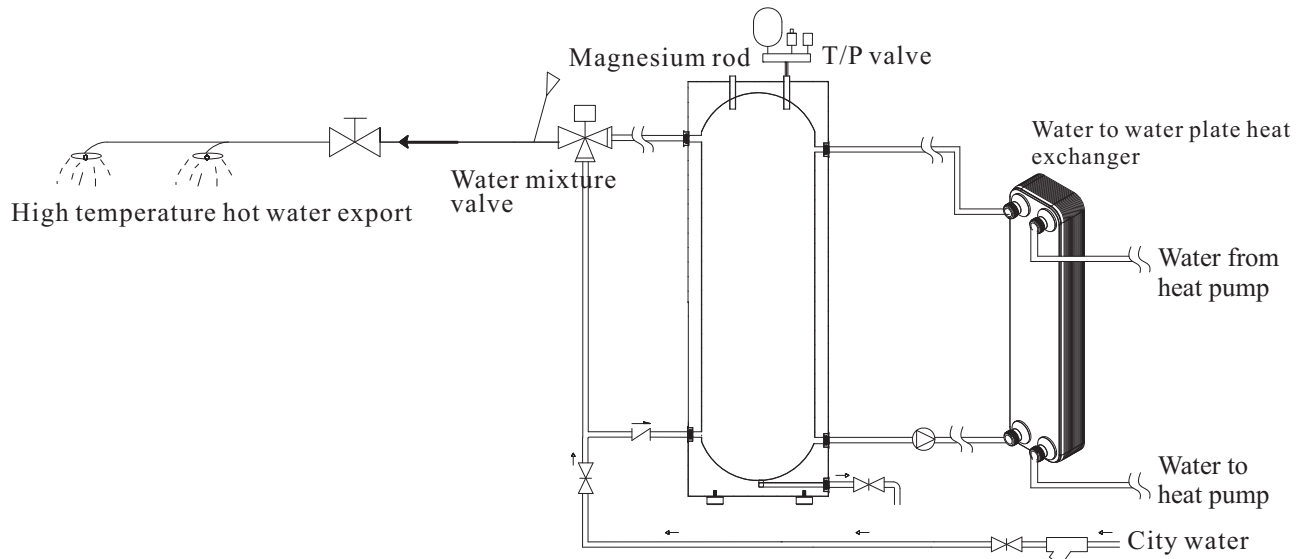 Magnesium rod
T/P valve
Water to water plate heat
exchanger
Water mixture
valve
High temperature hot water export
Water from
heat pump
Water to
heat pump
City water